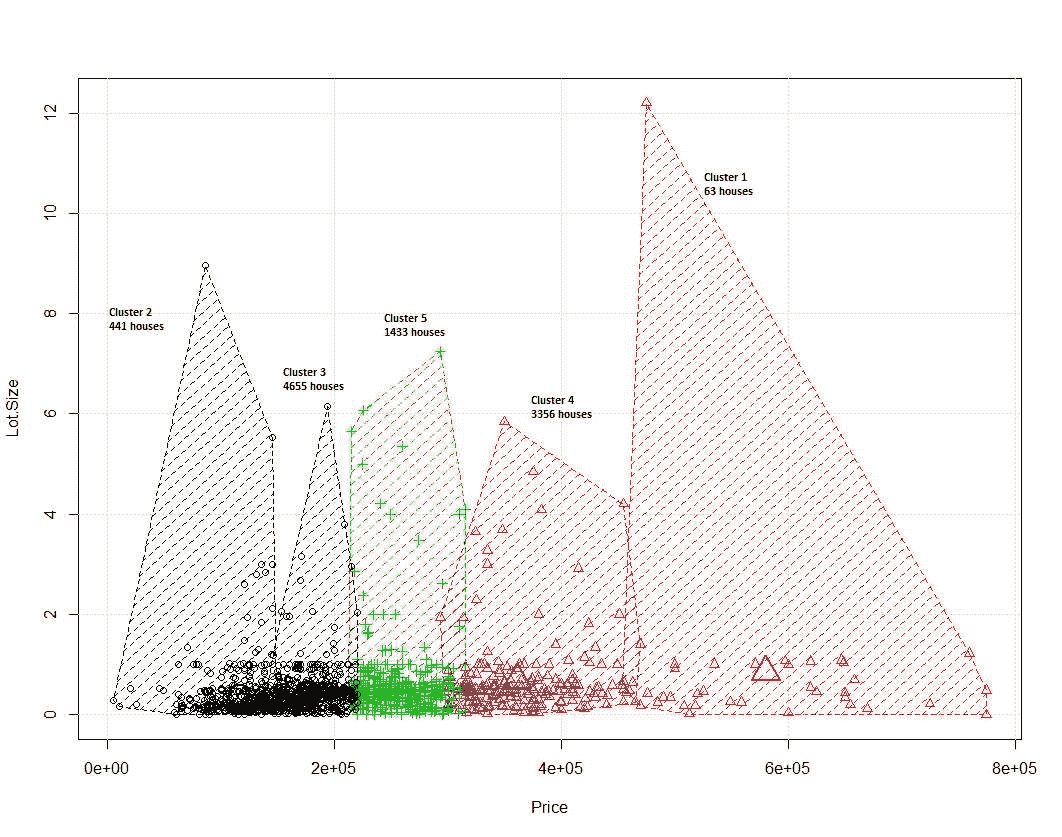 12
10
8
6
4
2
0
Lot.Size
Cluster 1
63 houses
Cluster 2
441 houses
Cluster 5
1433 houses
Cluster 3
4655 houses
Cluster 4
3356 houses
0e+00 2e+05 4e+05 6e+05 8e+05
Price